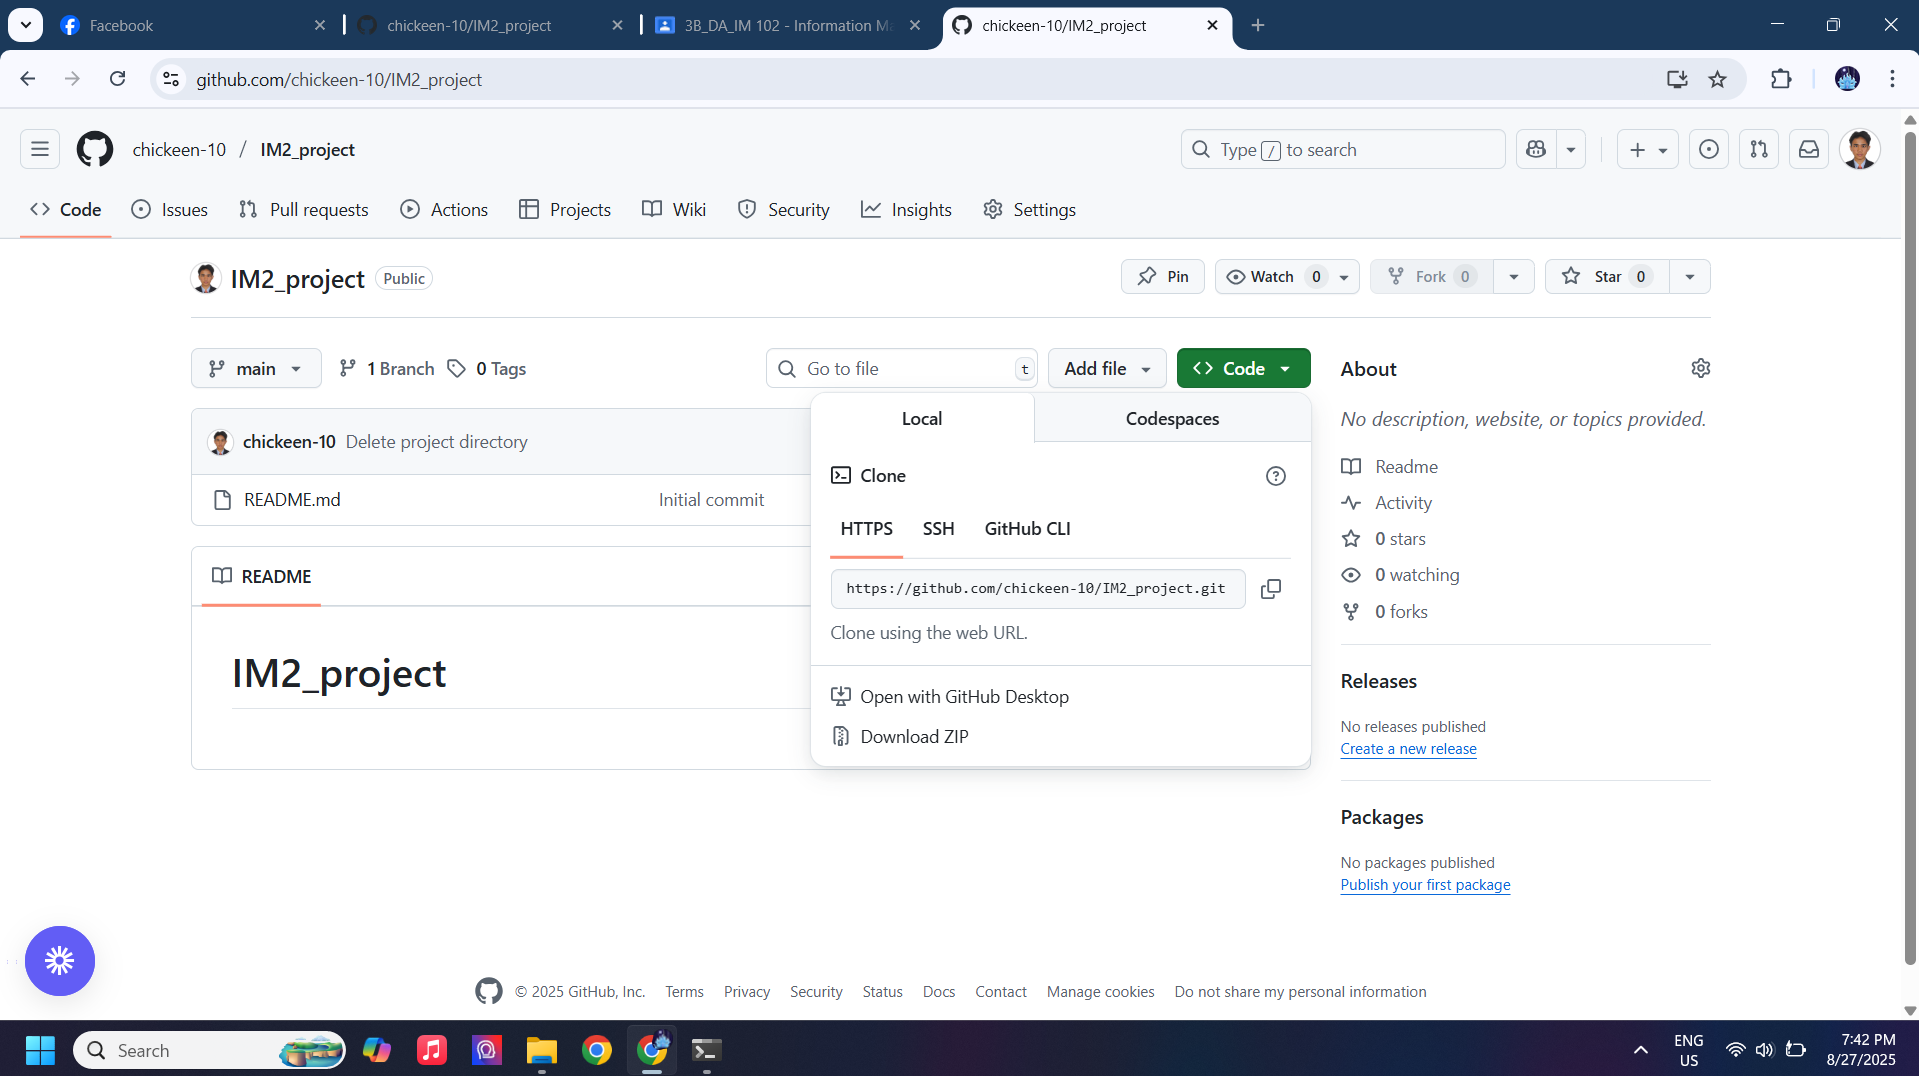 Facebook
chickeen-10/IM2_project
3B_DA_IM 102 - Information Ma
chickeen-10/IM2_project
github.com/chickeen-10/IM2_project
chickeen-10 / IM2_project
Type / to search
Code
Issues
Pull requests
Actions
Projects
Wiki
Security
Insights
Settings
IM2_project Public
Pin
Watch 0
Fork 0
Star 0
main
1 Branch
0 Tags
Go to file t
Add file
Code
About
Local
Codespaces
No description, website, or topics provided.
chickeen-10 Delete project directory
README.md
Initial commit
Clone
HTTPS
SSH
GitHub CLI
https://github.com/chickeen-10/IM2_project.git
Clone using the web URL.
Open with GitHub Desktop
Download ZIP
README
IM2_project
Readme
Activity
0 stars
0 watching
0 forks
Releases
No releases published
Create a new release
Packages
No packages published
Publish your first package
© 2025 GitHub, Inc.
Terms
Privacy
Security
Status
Docs
Contact
Manage cookies
Do not share my personal information
Search
ENG
US
7:42 PM
8/27/2025